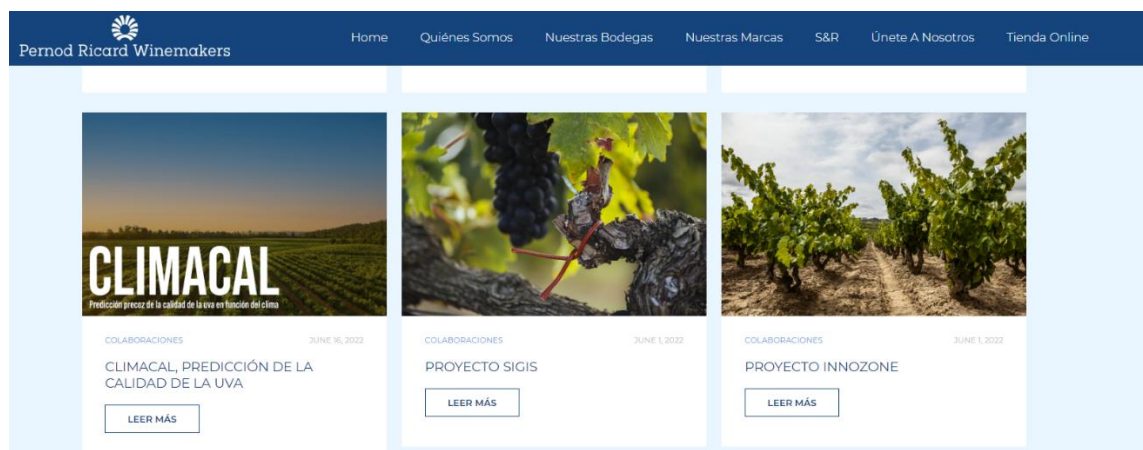 Pernod Ricard Winemakers
Home
Quiénes Somos
Nuestras Bodegas
Nuestras Marcas
S&R
Únete A Nosotros
Tienda Online
CLIMACAL
Predicción precoz de la calidad de la uva en función del clima
COLABORACIONES
JUNE 16, 2022
CLIMACAL, PREDICCIÓN DE LA
CALIDAD DE LA UVA
LEER MÁS
COLABORACIONES
JUNE 1, 2022
PROYECTO SIGIS
LEER MÁS
COLABORACIONES
JUNE 1, 2022
PROYECTO INNOZONE
LEER MÁS